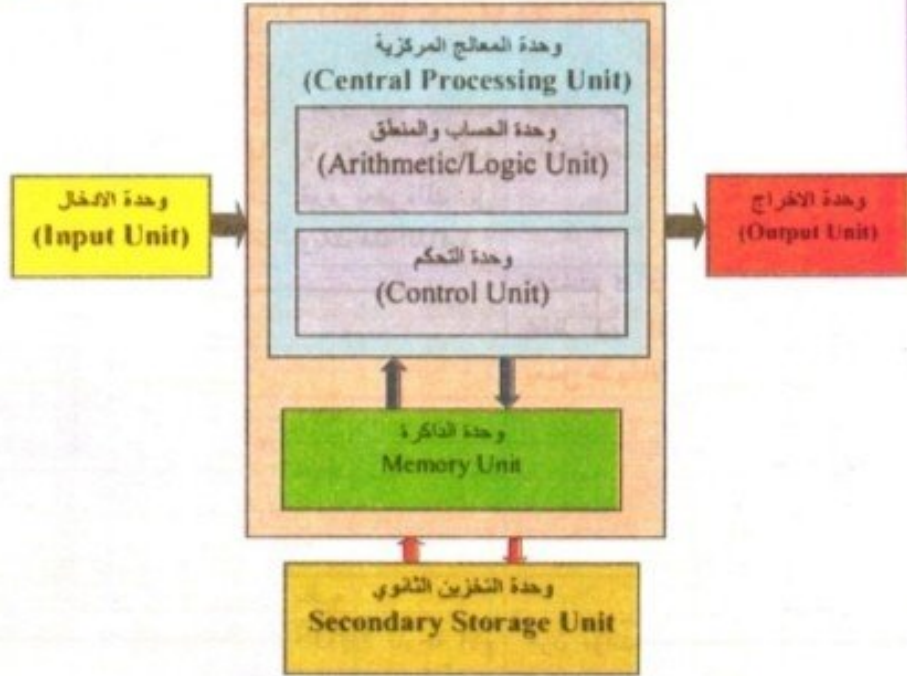 وحدة المعالج المركزية
(Central Processing Unit)
وحدة الحساب والمنطق
(Arithmetic/Logic Unit)
وحدة الادخال
(Input Unit)
وحدة الاخراج
(Output Unit)
وحدة التحكم
(Control Unit)
وحدة الذاكرة
Memory Unit
وحدة التخزين الثانوي
Secondary Storage Unit